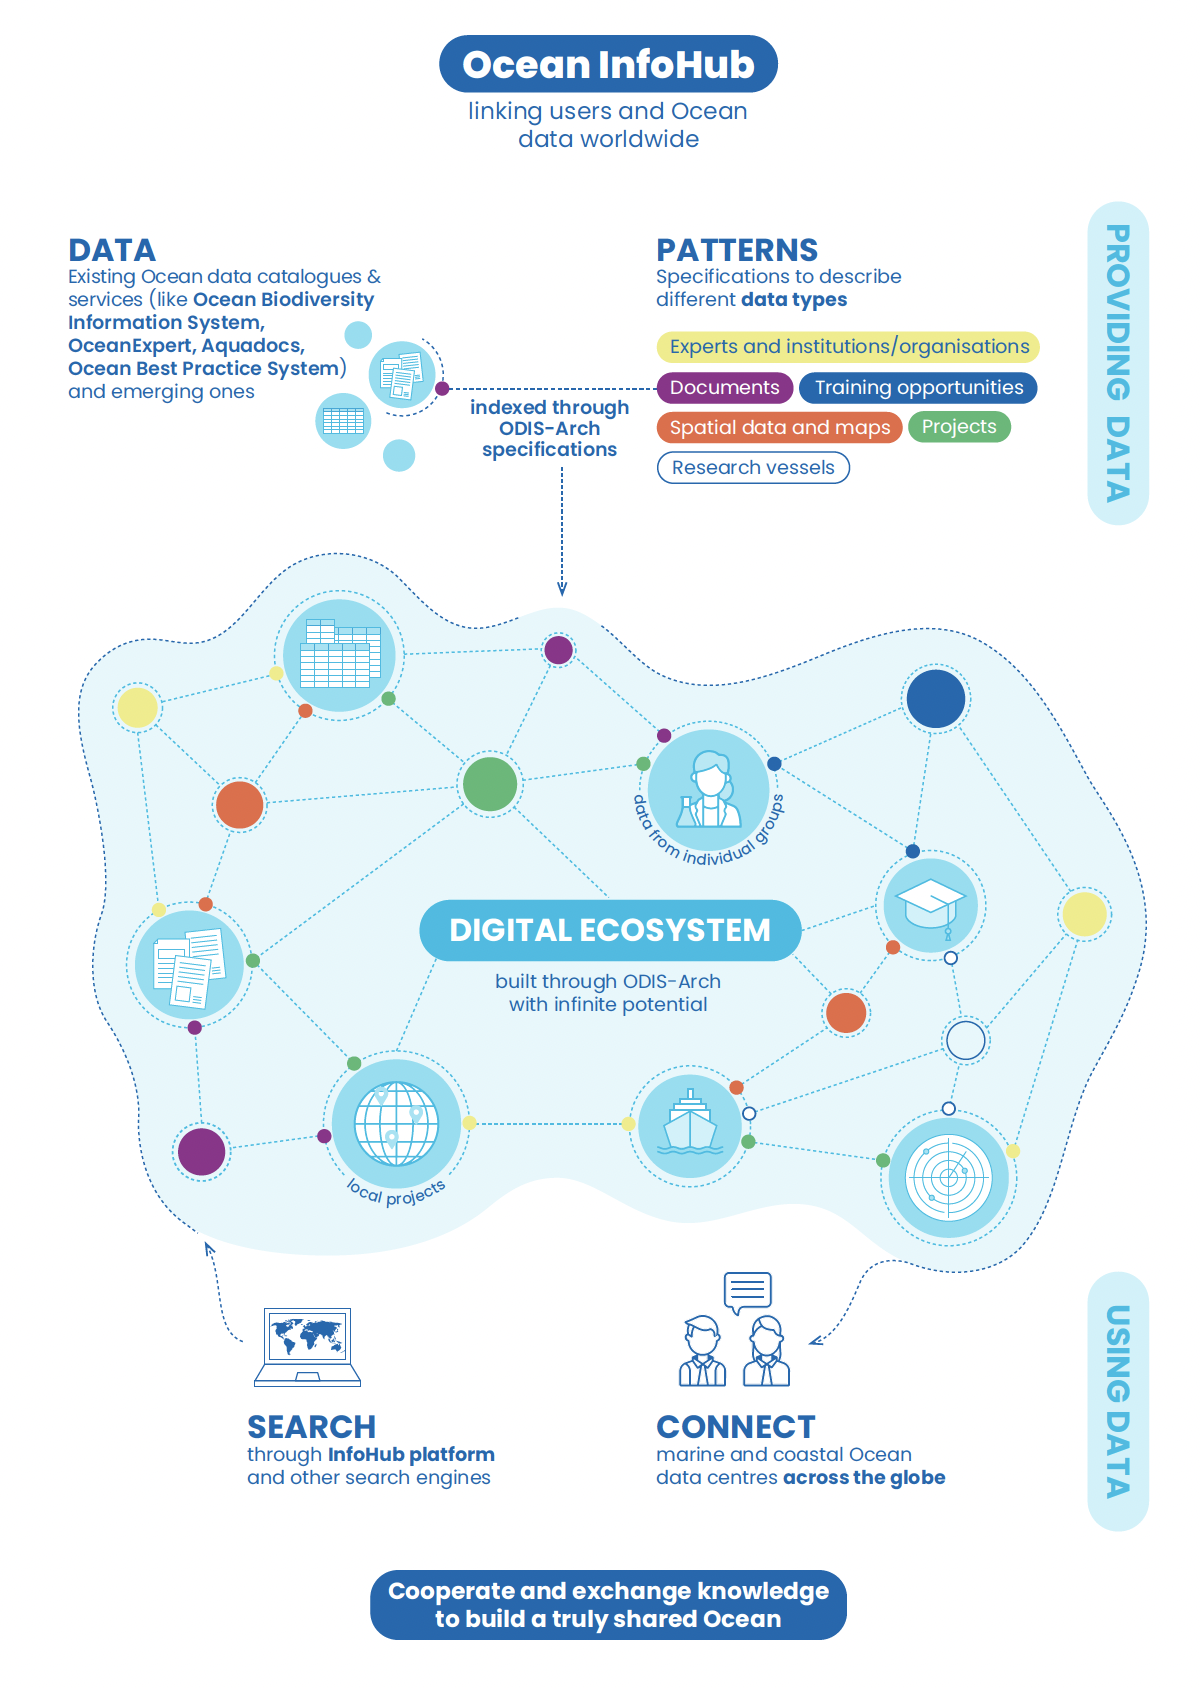 Ocean InfoHub
linking users and Ocean
data worldwide
DATA
Existing Ocean data catalogues &
services (like Ocean Biodiversity
Information System,
OceanExpert, Aquadocs,
Ocean Best Practice System)
and emerging ones
indexed through
ODIS-Arch
specifications
PATTERNS
Specifications to describe
different data types
Experts and institutions/organisations
Documents
Training opportunities
Spatial data and maps
Projects
Research vessels
PROVIDING DATA
data from individual groups
DIGITAL ECOSYSTEM
built through ODIS-Arch
with infinite potential
local projects
SEARCH
through InfoHub platform
and other search engines
CONNECT
marine and coastal Ocean
data centres across the globe
USING DATA
Cooperate and exchange knowledge
to build a truly shared Ocean